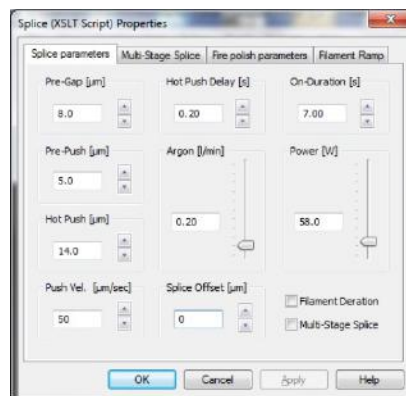 Splice (XSLT Script) Properties
Splice parameters Multi-Stage Splice Fire polish parameters Filament Ramp
Pre-Gap [µm] Hot Push Delay [s] On-Duration [s]
8.0 0.20 7.00
Pre-Push [µm] Argon [l/min] Power [W]
5.0
Hot Push [µm] 0.20 58.0
14.0
Push Vel. [µm/sec] Splice Offset [µm] Filament Deration
50 0 Multi-Stage Splice
OK Cancel Apply Help